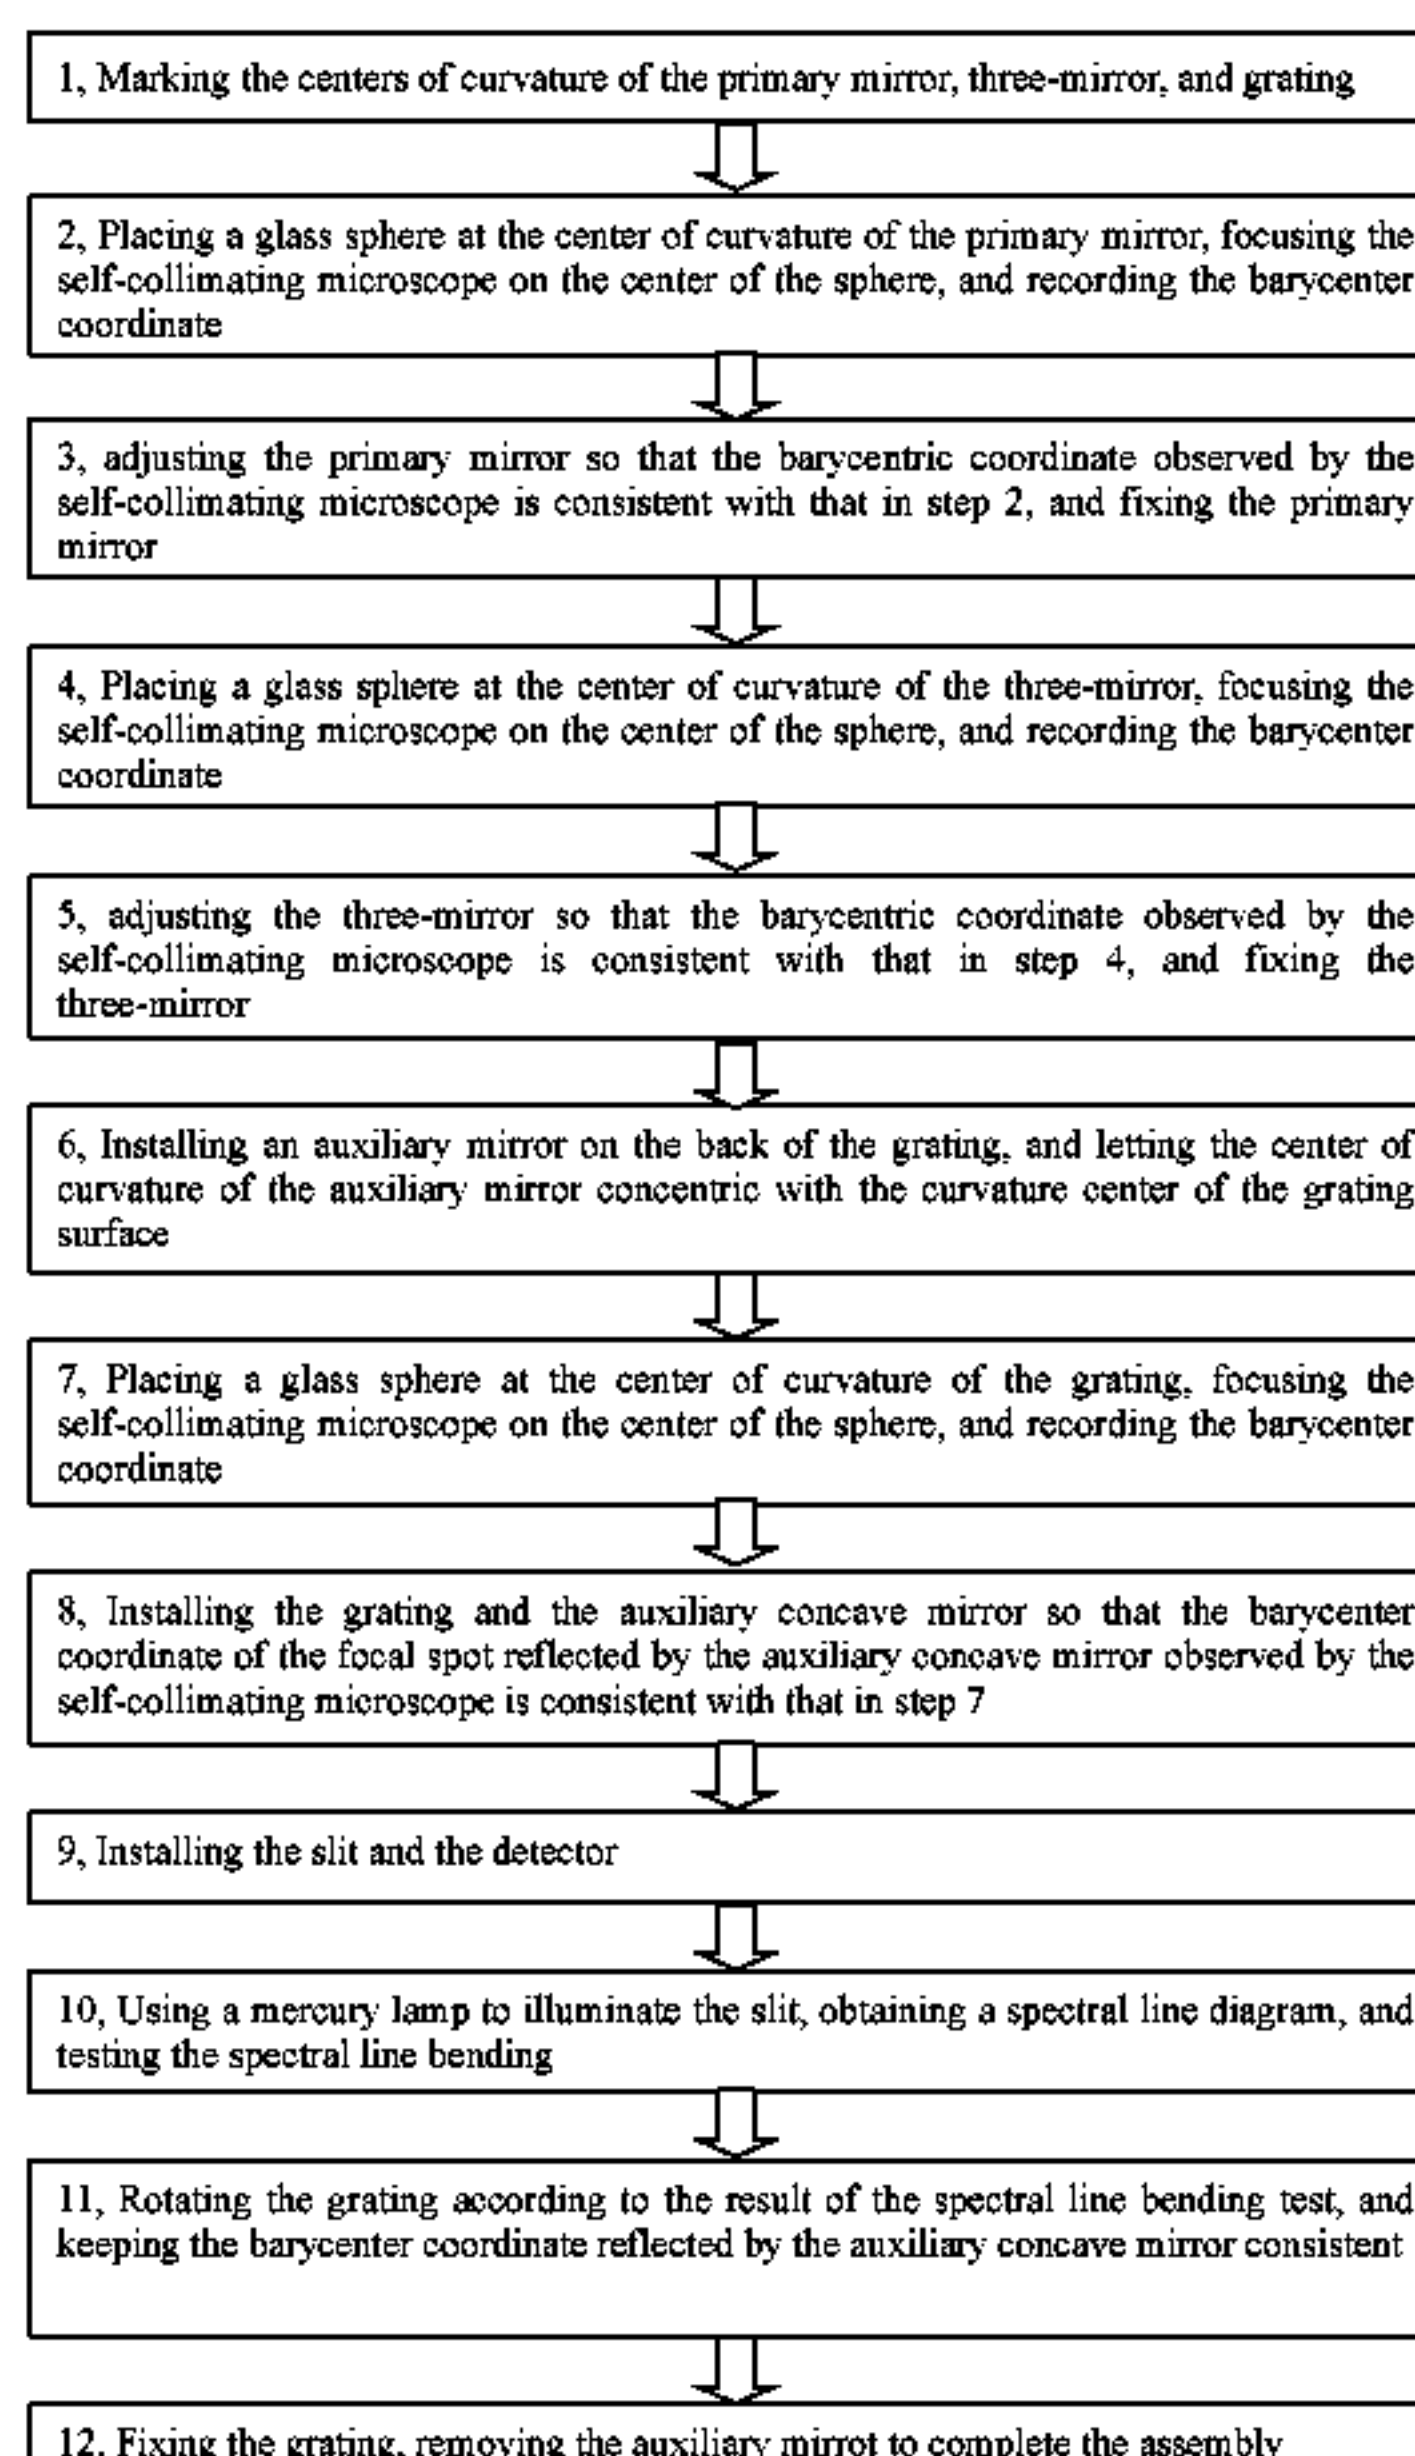 1, Marking the centers of curvature of the primary mirror, three-mirror, and grating
2, Placing a glass sphere at the center of curvature of the primary mirror, focusing the
self-collimating microscope on the center of the sphere, and recording the barycenter
coordinate
3, adjusting the primary mirror so that the barycentric coordinate observed by the
self-collimating microscope is consistent with that in step 2, and fixing the primary
mirror
4, Placing a glass sphere at the center of curvature of the three-mirror, focusing the
self-collimating microscope on the center of the sphere, and recording the barycenter
coordinate
5, adjusting the three-mirror so that the barycentric coordinate observed by the
self-collimating microscope is consistent with that in step 4, and fixing the
three-mirror
6, Installing an auxiliary mirror on the back of the grating, and letting the center of
curvature of the auxiliary mirror concentric with the curvature center of the grating
surface
7, Placing a glass sphere at the center of curvature of the grating, focusing the
self-collimating microscope on the center of the sphere, and recording the barycenter
coordinate
8, Installing the grating and the auxiliary concave mirror so that the barycenter
coordinate of the focal spot reflected by the auxiliary concave mirror observed by the
self-collimating microscope is consistent with that in step 7
9, Installing the slit and the detector
10, Using a mercury lamp to illuminate the slit, obtaining a spectral line diagram, and
testing the spectral line bending
11, Rotating the grating according to the result of the spectral line bending test, and
keeping the barycenter coordinate reflected by the auxiliary concave mirror consistent
12. Fixing the grating, removing the auxiliary mirrot to complete the assembly